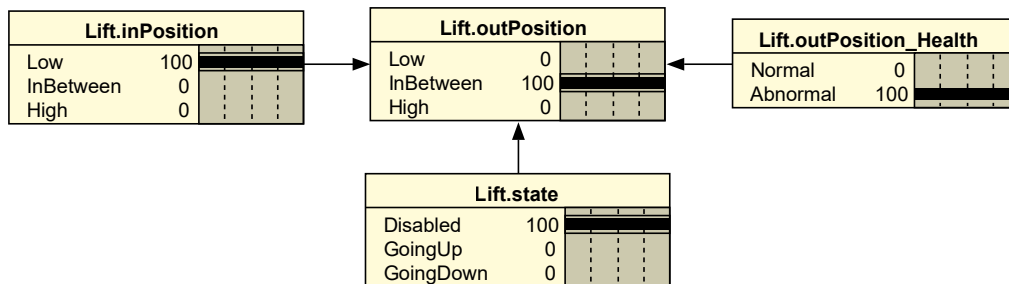 Lift.inPosition
Low 100
InBetween 0
High 0
Lift.outPosition
Low 0
InBetween 100
High 0
Lift.outPosition_Health
Normal 0
Abnormal 100
Lift.state
Disabled 100
GoingUp 0
GoingDown 0